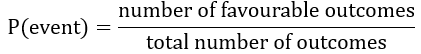 P(event) = number of favourable outcomes / total number of outcomes